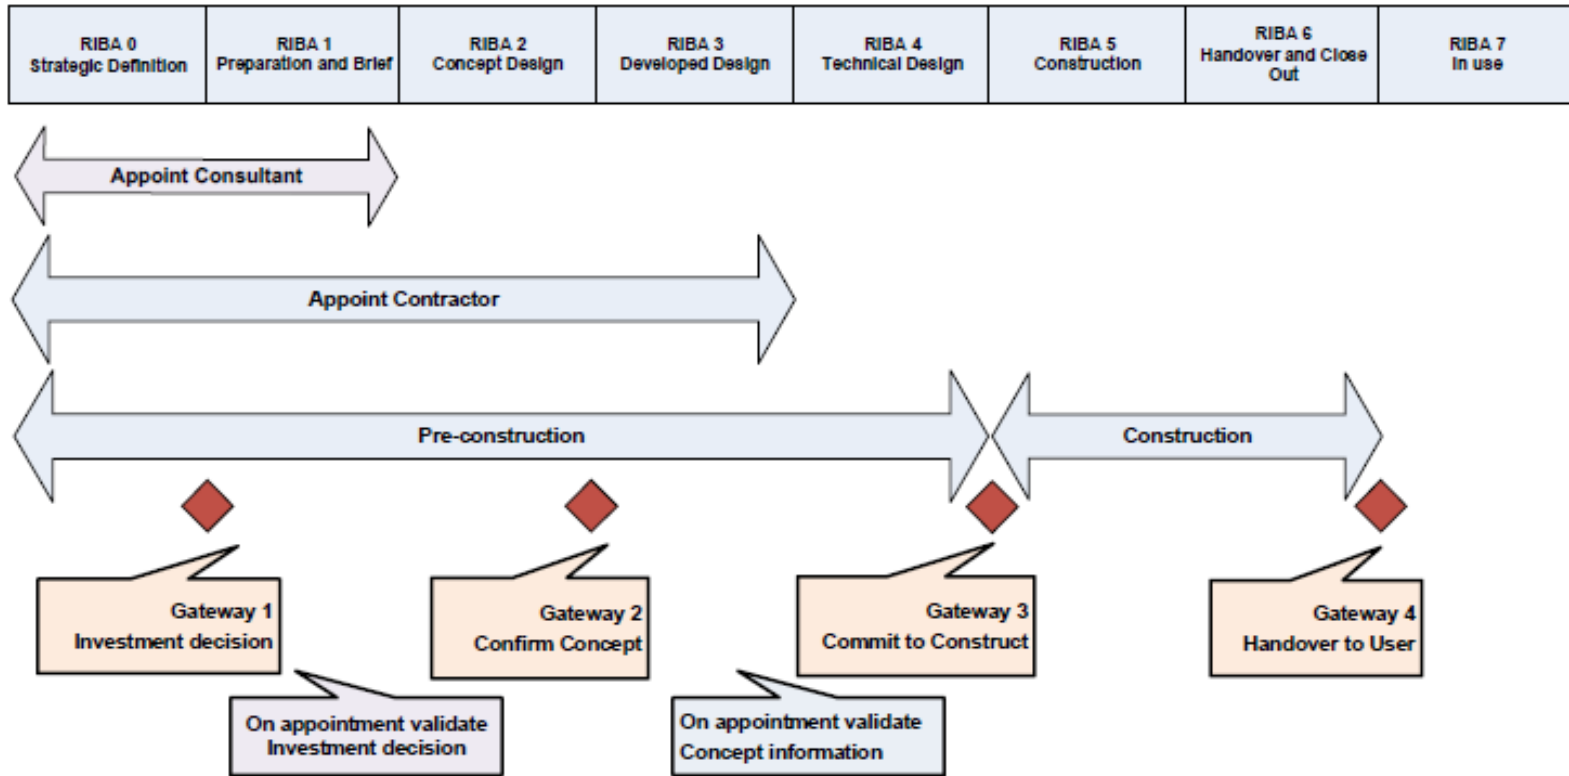 RIBA 0
Strategic Definition
RIBA 1
Preparation and Brief
RIBA 2
Concept Design
RIBA 3
Developed Design
RIBA 4
Technical Design
RIBA 5
Construction
RIBA 6
Handover and Close
Out
RIBA 7
In use
Appoint Consultant
Appoint Contractor
Pre-construction
Construction
Gateway 1
Investment decision
Gateway 2
Confirm Concept
Gateway 3
Commit to Construct
Gateway 4
Handover to User
On appointment validate
Investment decision
On appointment validate
Concept information